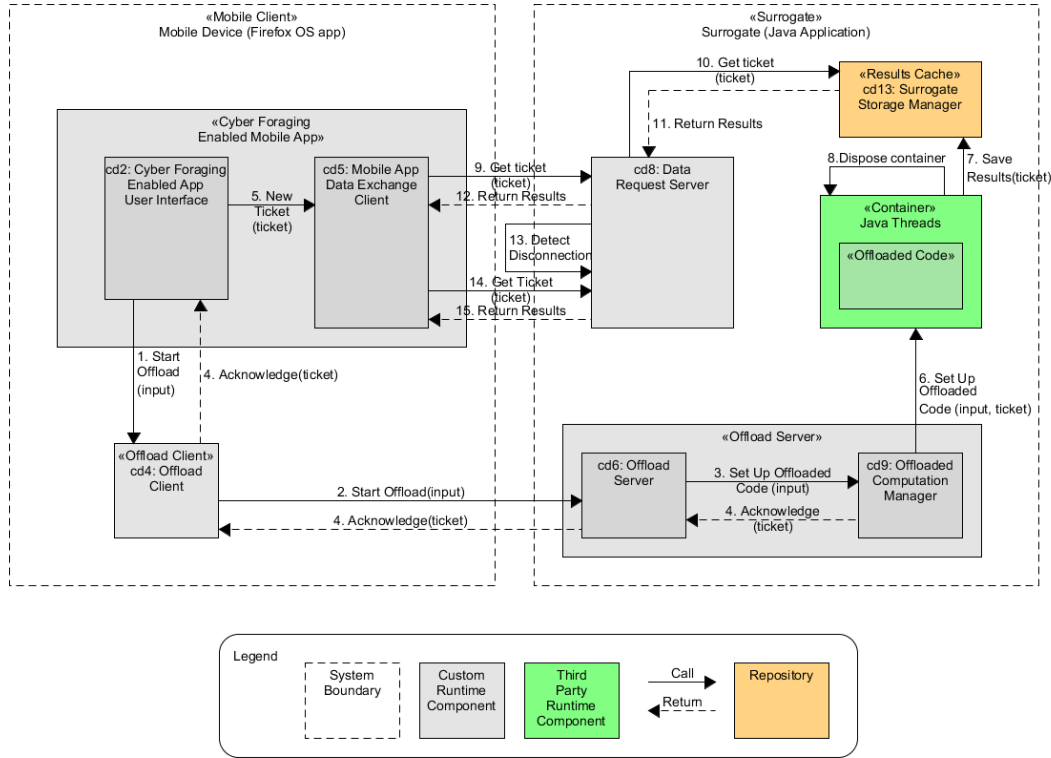 «Mobile Client»
Mobile Device (Firefox OS app)
«Surrogate»
Surrogate (Java Application)
«Cyber Foraging
Enabled Mobile App»
cd2: Cyber Foraging
Enabled App
User Interface
5. New
Ticket
(ticket)
cd5: Mobile App
Data Exchange
Client
9. Get ticket
(ticket)
12. Return Results
13. Detect
Disconnection
14. Get Ticket
(ticket)
15. Return Results
cd8: Data
Request Server
10. Get ticket
(ticket)
11. Return Results
«Results Cache»
cd13: Surrogate
Storage Manager
8.Dispose container
7. Save
Results(ticket)
«Container»
Java Threads
«Offloaded Code»
6. Set Up
Offloaded
Code (input, ticket)
1. Start
Offload
(input)
4. Acknowledge(ticket)
«Offload Client»
cd4: Offload
Client
2. Start Offload(input)
4. Acknowledge(ticket)
«Offload Server»
cd6: Offload
Server
3. Set Up Offloaded
Code (input)
4. Acknowledge
(ticket)
cd9: Offloaded
Computation
Manager
Legend
System
Boundary
Custom
Runtime
Component
Third
Party
Runtime
Component
Call
Return
Repository